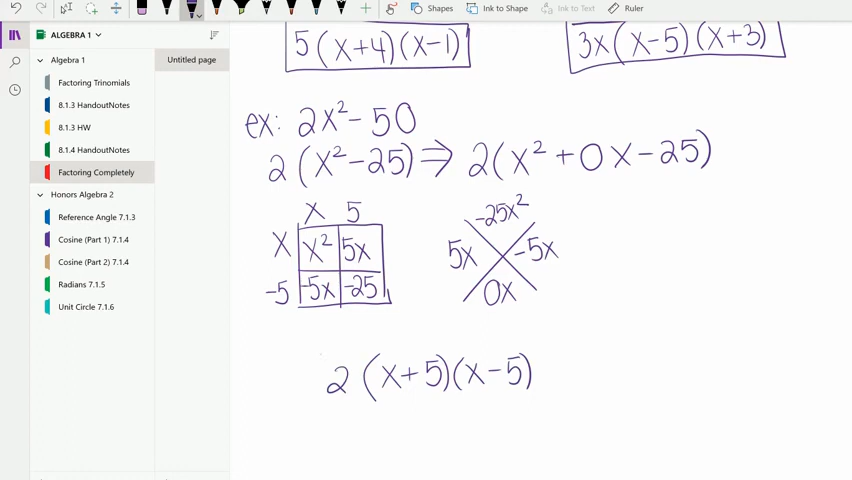 Shapes Ink to Shape Ink to Text Ruler
ALGEBRA 1
Algebra 1
Factoring Trinomials
8.1.3 HandoutNotes
8.1.3 HW
8.1.4 HandoutNotes
Factoring Completely
Honors Algebra 2
Reference Angle 7.1.3
Cosine (Part 1) 7.1.4
Cosine (Part 2) 7.1.4
Radians 7.1.5
Unit Circle 7.1.6
Untitled page
5(x+4)(x-1) 3x(x-5)(x+3)
ex: 2x²-50
2(x²-25)⇒ 2(x²+0x-25)
x 5
x x² 5x
-5 -5x -25
-25x²
5x -5x
0x
2(x+5)(x-5)